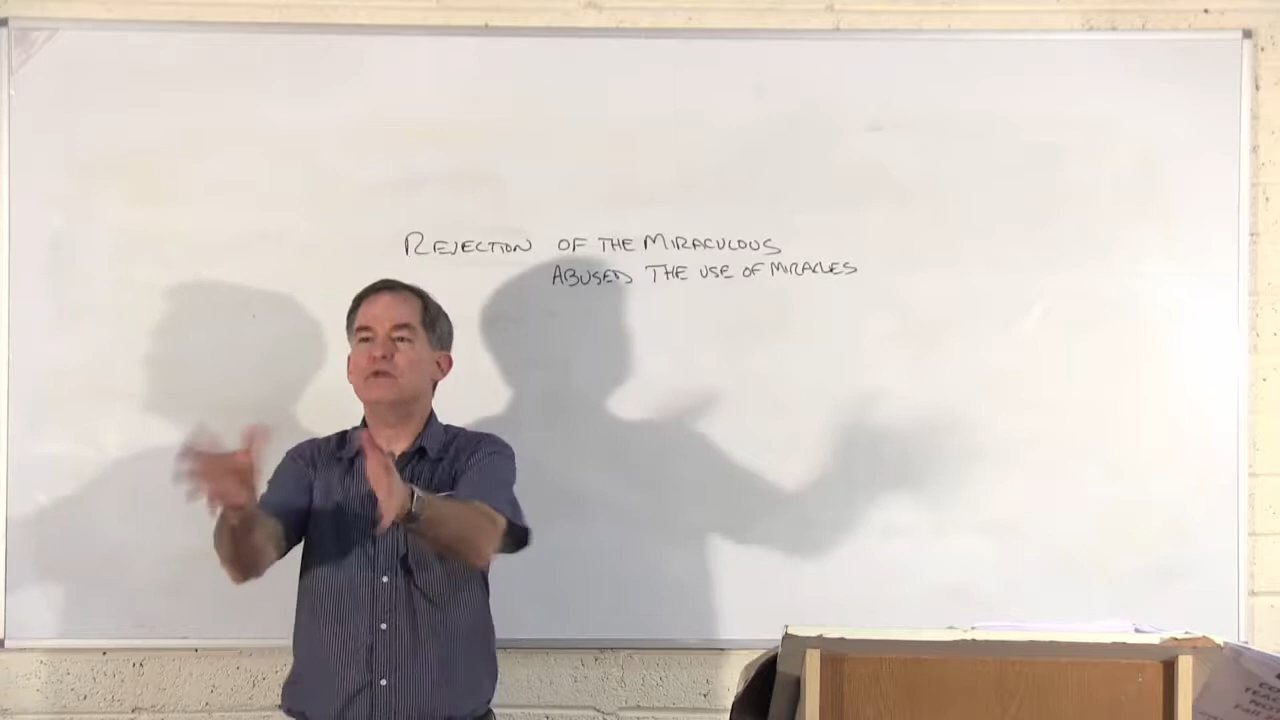 REJECTION OF THE MIRACULOUS
ABUSED THE USE OF MIRACLES